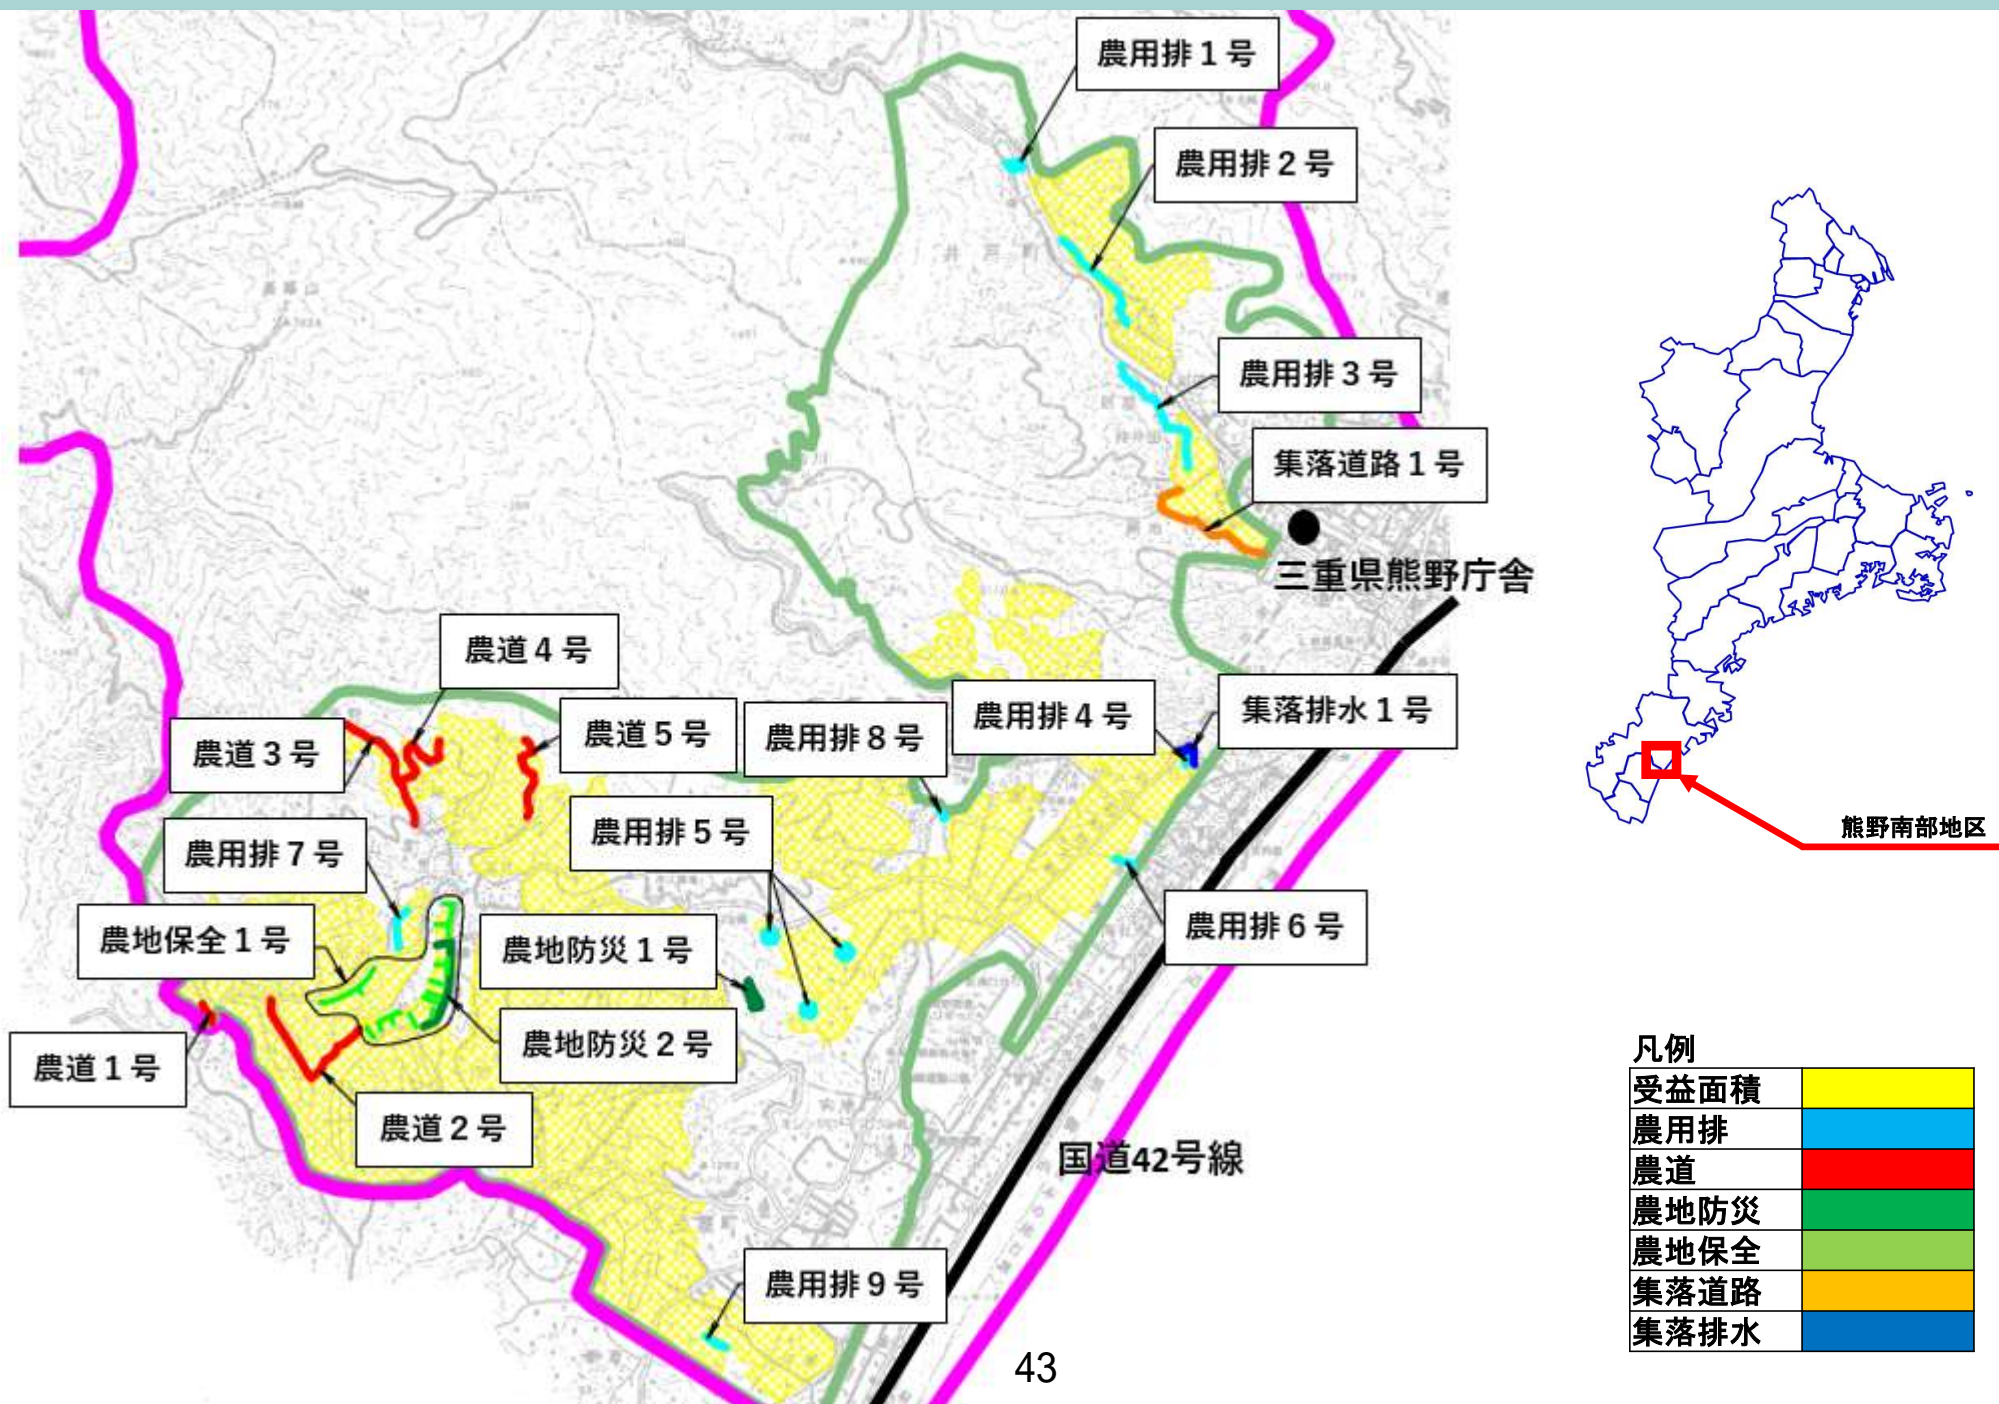 農用排１号
農用排２号
農用排３号
集落道路１号
三重県熊野庁舎
農道４号
農道３号
農道５号
農用排８号
農用排４号
集落排水１号
農用排５号
農用排７号
農地保全１号
農地防災１号
農用排６号
農道１号
農地防災２号
農道２号
国道42号線
農用排９号
熊野南部地区
凡例
受益面積
農用排
農道
農地防災
農地保全
集落道路
集落排水
43